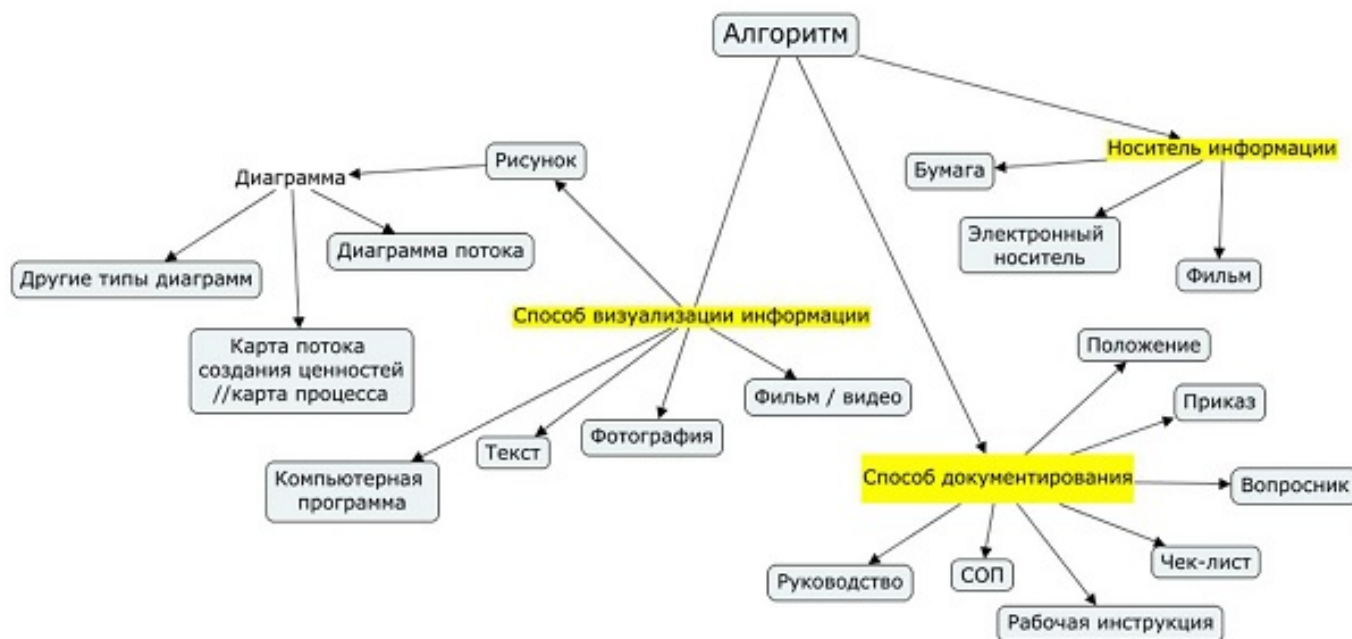 Алгоритм
Носитель информации
Бумага
Электронный
носитель
Фильм
Рисунок
Диаграмма
Диаграмма потока
Другие типы диаграмм
Карта потока
создания ценностей
//карта процесса
Способ визуализации информации
Фильм / видео
Фотография
Текст
Компьютерная
программа
Положение
Приказ
Способ документирования
Вопросник
Чек-лист
СОП
Руководство
Рабочая инструкция